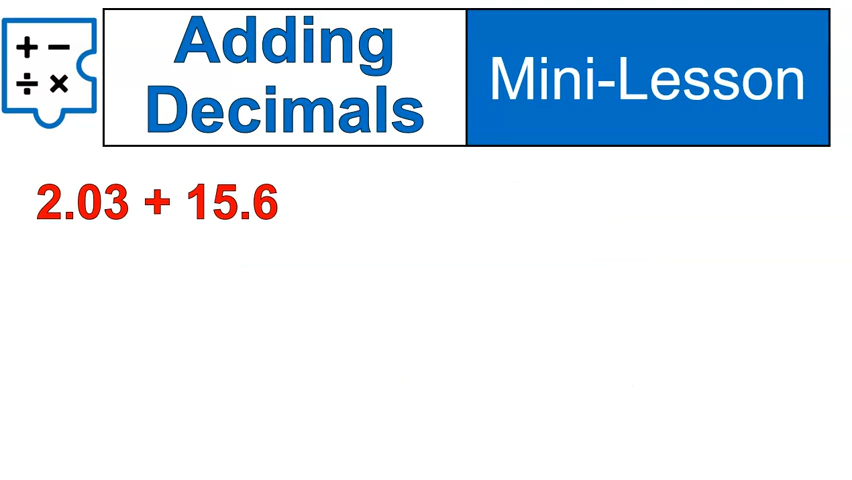 + −
÷ ×
Adding
Decimals
Mini-Lesson
2.03 + 15.6